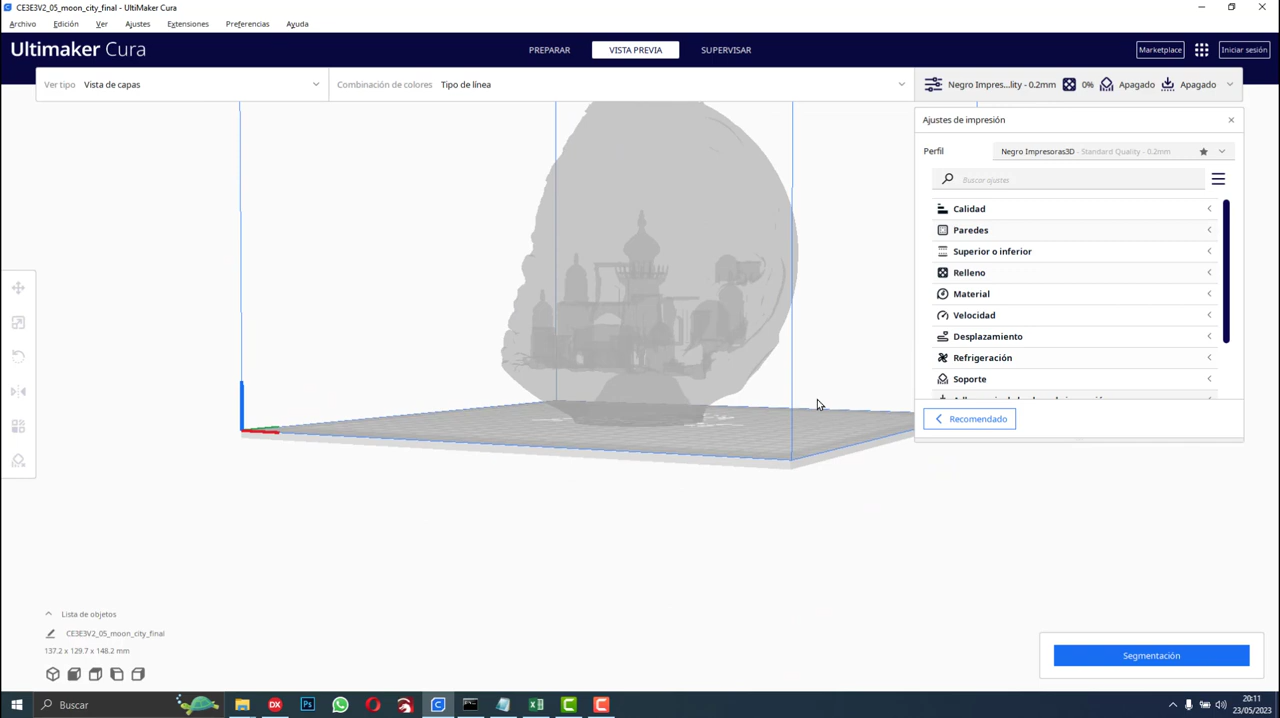 CE3E3V2_05_moon_city_final - UltiMaker Cura
Archivo Edición Ver Ajustes Extensiones Preferencias Ayuda
Ultimaker Cura PREPARAR VISTA PREVIA SUPERVISAR Marketplace Iniciar sesión
Ver tipo Vista de capas Combinación de colores Tipo de línea Negro Impres...lity - 0.2mm 0% Apagado Apagado
Ajustes de impresión
Perfil Negro Impresoras3D - Standard Quality - 0.2mm
Buscar ajustes
Calidad
Paredes
Superior o inferior
Relleno
Material
Velocidad
Desplazamiento
Refrigeración
Soporte
Recomendado
Lista de objetos
CE3E3V2_05_moon_city_final
137.2 x 129.7 x 148.2 mm
Segmentación
Buscar
20:11
23/05/2023